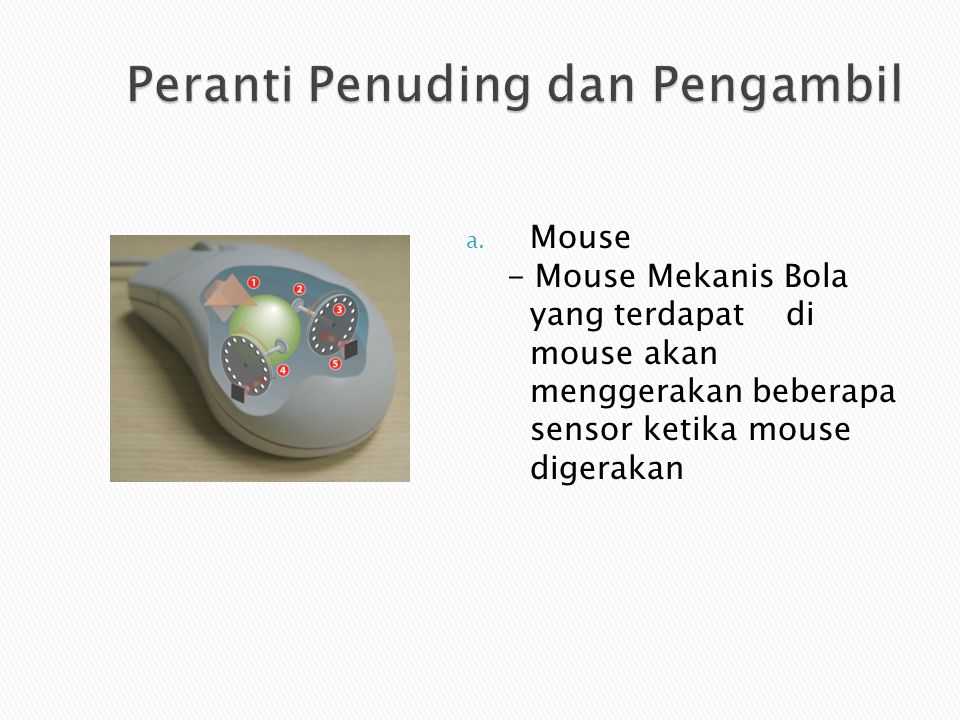 Peranti Penuding dan Pengambil
a. Mouse
- Mouse Mekanis Bola
yang terdapat di
mouse akan
menggerakan beberapa
sensor ketika mouse
digerakan
1
2
3
4
5